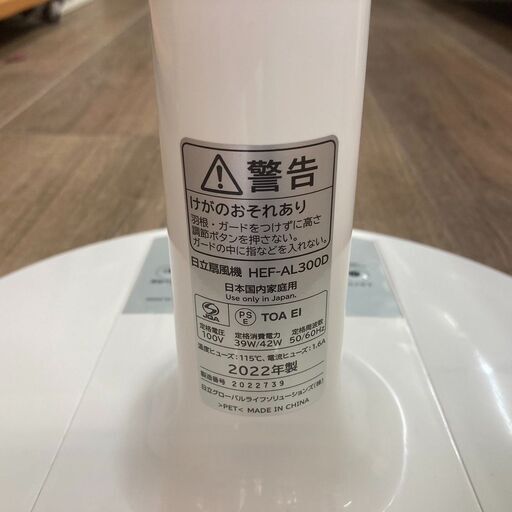 警告
けがのおそれあり
羽根・ガードをつけずに高さ
調節ボタンを押さない。
ガードの中に指などを入れない。
日立扇風機 HEF-AL300D
日本国内家庭用
Use only in Japan.
PS E TOA EI
定格電圧 定格消費電力 定格周波数
100V 39W/42W 50/60Hz
温度ヒューズ:115℃、電流ヒューズ:1.6A
2022年製
製造番号 2022739
日立グローバルライフソリューションズ(株)
>PET< MADE IN CHINA